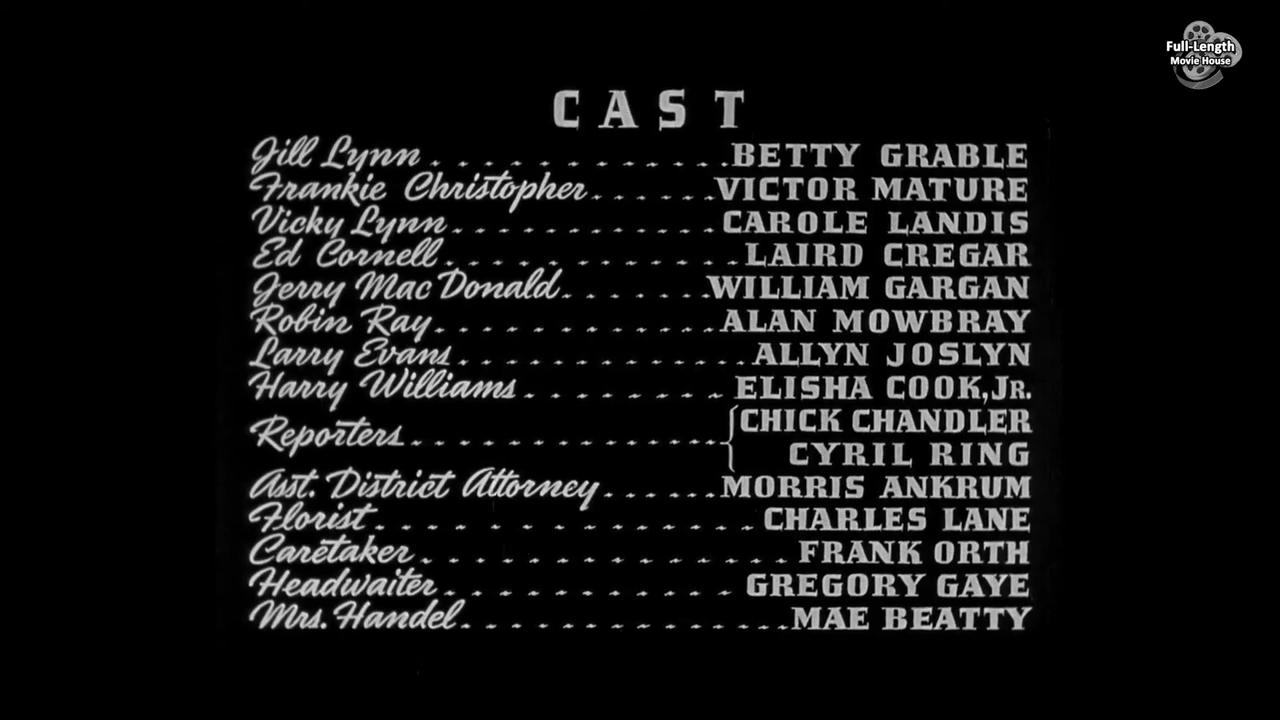 Full-Length
Movie House
CAST
Jill Lynn . . . . . . . . . . . . BETTY GRABLE
Frankie Christopher . . . . . . VICTOR MATURE
Vicky Lynn . . . . . . . . . . . CAROLE LANDIS
Ed Cornell . . . . . . . . . . . . LAIRD CREGAR
Jerry MacDonald . . . . . . . WILLIAM GARGAN
Robin Ray . . . . . . . . . . . . ALAN MOWBRAY
Larry Evans . . . . . . . . . . . . ALLYN JOSLYN
Harry Williams . . . . . . . . ELISHA COOK, JR.
Reporters . . . . . . . . . . . . { CHICK CHANDLER
CYRIL RING
Asst. District Attorney . . . . . . MORRIS ANKRUM
Florist . . . . . . . . . . . . . . CHARLES LANE
Caretaker . . . . . . . . . . . . . . FRANK ORTH
Headwaiter . . . . . . . . . . . GREGORY GAYE
Mrs. Handel . . . . . . . . . . . . . MAE BEATTY